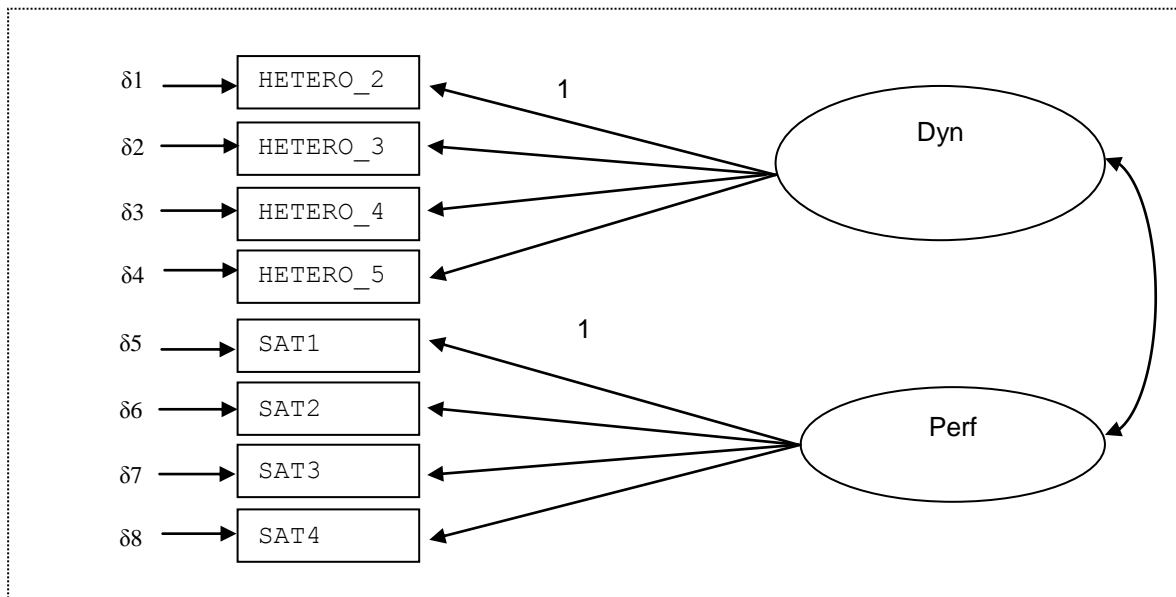 δ1 HETERO_2 1
Dyn
δ2 HETERO_3
δ3 HETERO_4
δ4 HETERO_5
δ5 SAT1 1
δ6 SAT2
Perf
δ7 SAT3
δ8 SAT4